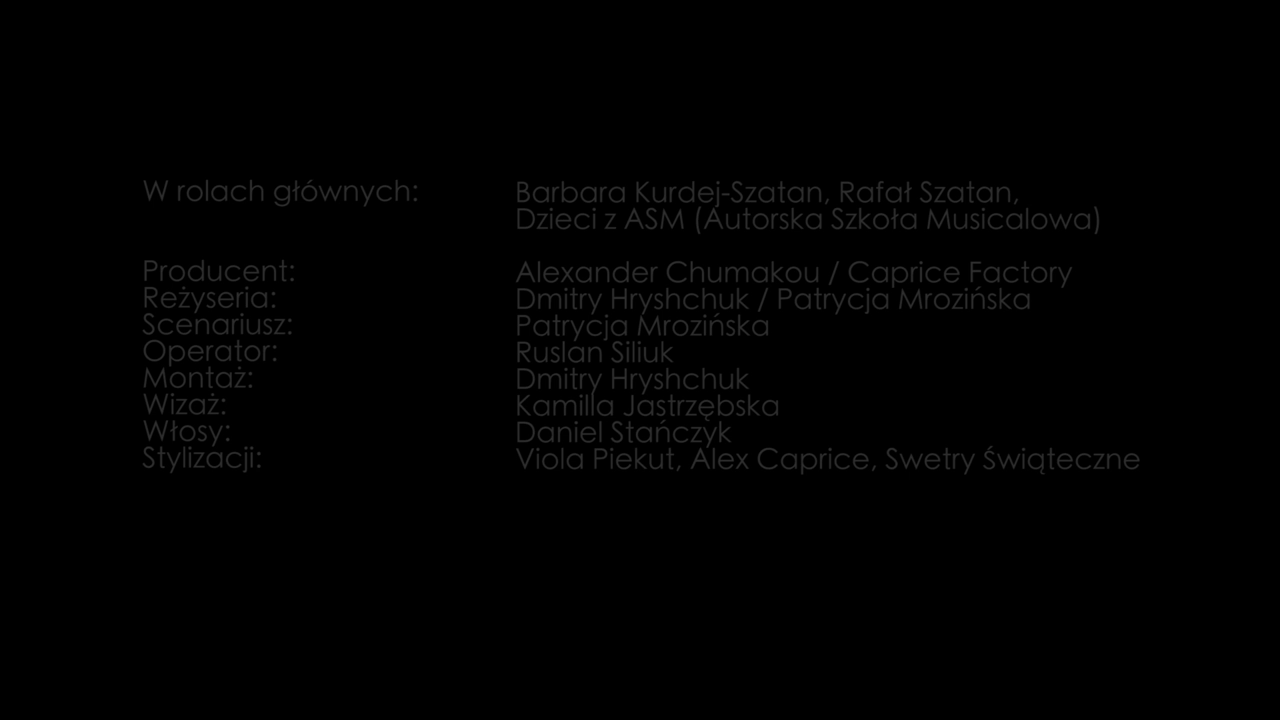 W rolach głównych: Barbara Kurdej-Szatan, Rafał Szatan,
Dzieci z ASM (Autorska Szkoła Musicalowa)
Producent: Alexander Chumakou / Caprice Factory
Reżyseria: Dmitry Hryshchuk / Patrycja Mrozińska
Scenariusz: Patrycja Mrozińska
Operator: Ruslan Siliuk
Montaż: Dmitry Hryshchuk
Wizaż: Kamilla Jastrzębska
Włosy: Daniel Stańczyk
Stylizacji: Viola Piekut, Alex Caprice, Swetry Świąteczne